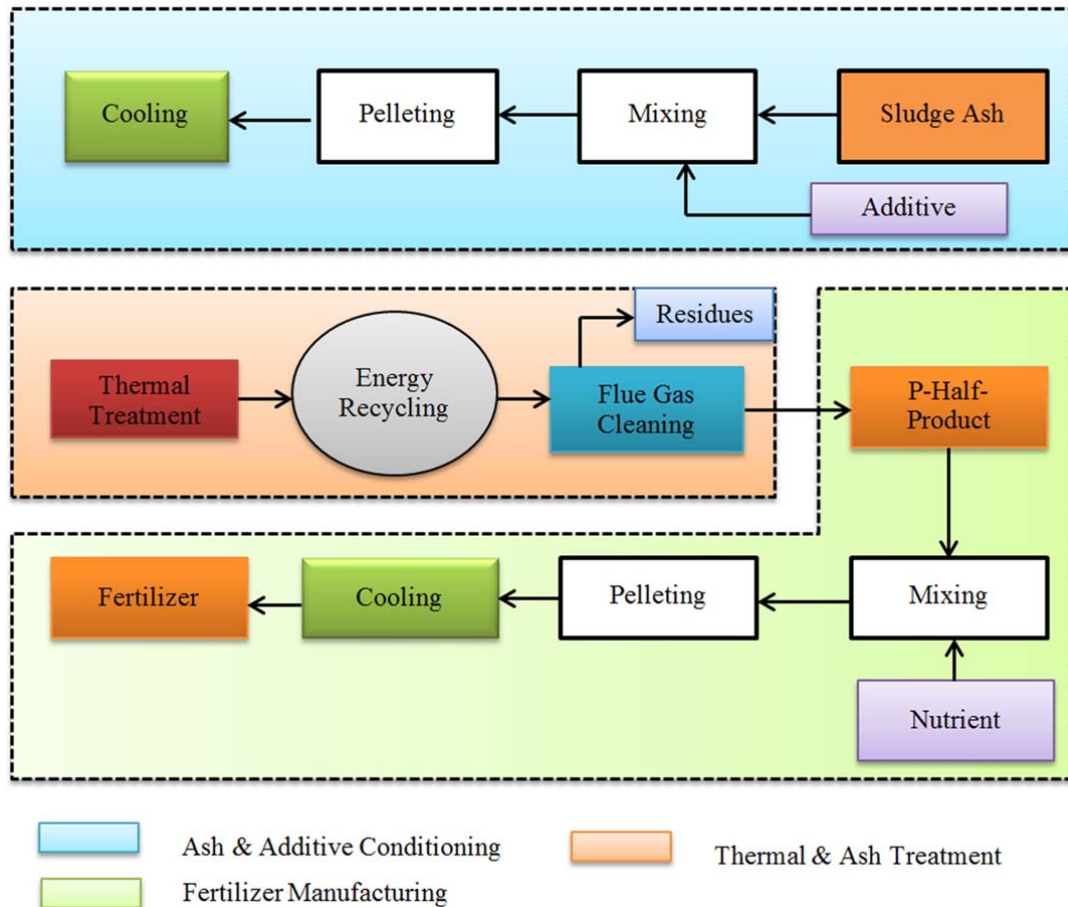 Cooling
Pelleting
Mixing
Sludge Ash
Additive
Residues
Thermal
Treatment
Energy
Recycling
Flue Gas
Cleaning
P-Half-
Product
Fertilizer
Cooling
Pelleting
Mixing
Nutrient
Ash & Additive Conditioning
Thermal & Ash Treatment
Fertilizer Manufacturing